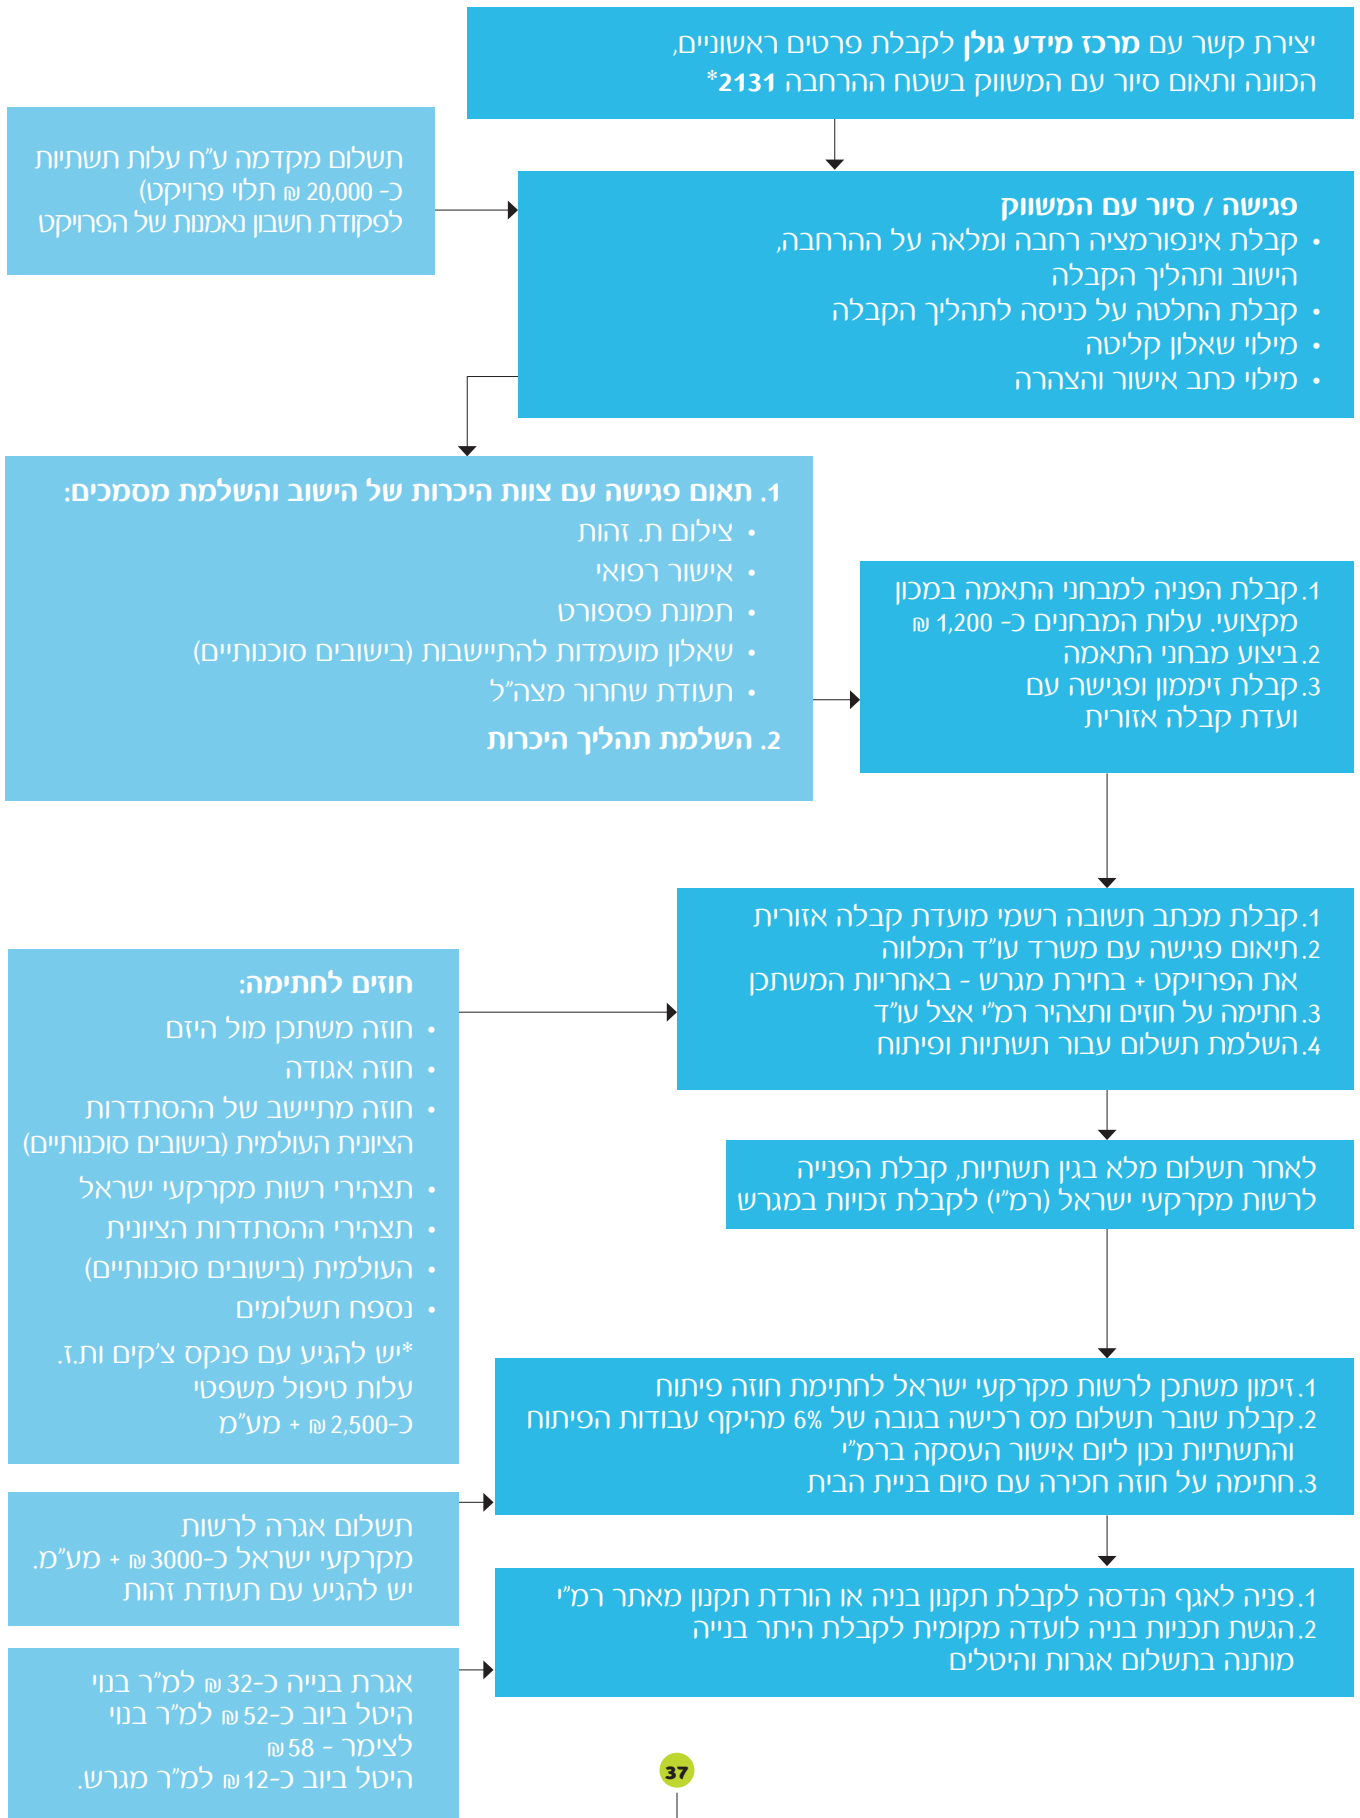 יצירת קשר עם מרכז מידע גולן לקבלת פרטים ראשוניים,
הכוונה ותאום סיור עם המשווק בשטח ההרחבה 2131*
תשלום מקדמה ע"ח עלות תשתיות
כ- 20,000 ₪ תלוי פרויקט)
לפקודת חשבון נאמנות של הפרויקט
פגישה / סיור עם המשווק
• קבלת אינפורמציה רחבה ומלאה על ההרחבה,
הישוב ותהליך הקבלה
• קבלת החלטה על כניסה לתהליך הקבלה
• מילוי שאלון קליטה
• מילוי כתב אישור והצהרה
1. תאום פגישה עם צוות היכרות של הישוב והשלמת מסמכים:
• צילום ת. זהות
• אישור רפואי
• תמונת פספורט
• שאלון מועמדות להתיישבות (בישובים סוכנותיים)
• תעודת שחרור מצה"ל
2. השלמת תהליך היכרות
1. קבלת הפניה למבחני התאמה במכון
מקצועי. עלות המבחנים כ- 1,200 ₪
2. ביצוע מבחני התאמה
3. קבלת זיממון ופגישה עם
ועדת קבלה אזורית
1. קבלת מכתב תשובה רשמי מועדת קבלה אזורית
2. תיאום פגישה עם משרד עו"ד המלווה
את הפרויקט + בחירת מגרש - באחריות המשתכן
3. חתימה על חוזים ותצהיר רמ"י אצל עו"ד
4. השלמת תשלום עבור תשתיות ופיתוח
חוזים לחתימה:
• חוזה משתכן מול היזם
• חוזה אגודה
• חוזה מתיישב של ההסתדרות
הציונית העולמית (בישובים סוכנותיים)
• תצהירי רשות מקרקעי ישראל
• תצהירי ההסתדרות הציונית
• העולמית (בישובים סוכנותיים)
• נספח תשלומים
*יש להגיע עם פנקס צ'קים ות.ז.
עלות טיפול משפטי
כ-2,500 ₪ + מע"מ
לאחר תשלום מלא בגין תשתיות, קבלת הפנייה
לרשות מקרקעי ישראל (רמ"י) לקבלת זכויות במגרש
1. זימון משתכן לרשות מקרקעי ישראל לחתימת חוזה פיתוח
2. קבלת שובר תשלום מס רכישה בגובה של 6% מהיקף עבודות הפיתוח
והתשתיות נכון ליום אישור העסקה ברמ"י
3. חתימה על חוזה חכירה עם סיום בניית הבית
תשלום אגרה לרשות
מקרקעי ישראל כ-3000 ₪ + מע"מ.
יש להגיע עם תעודת זהות
1. פניה לאגף הנדסה לקבלת תקנון בניה או הורדת תקנון מאתר רמ"י
2. הגשת תכניות בניה לועדה מקומית לקבלת היתר בנייה
מותנה בתשלום אגרות והיטלים
אגרת בנייה כ-32 ₪ למ"ר בנוי
היטל ביוב כ-52 ₪ למ"ר בנוי
לצימר - 58 ₪
היטל ביוב כ-12 ₪ למ"ר מגרש.
37